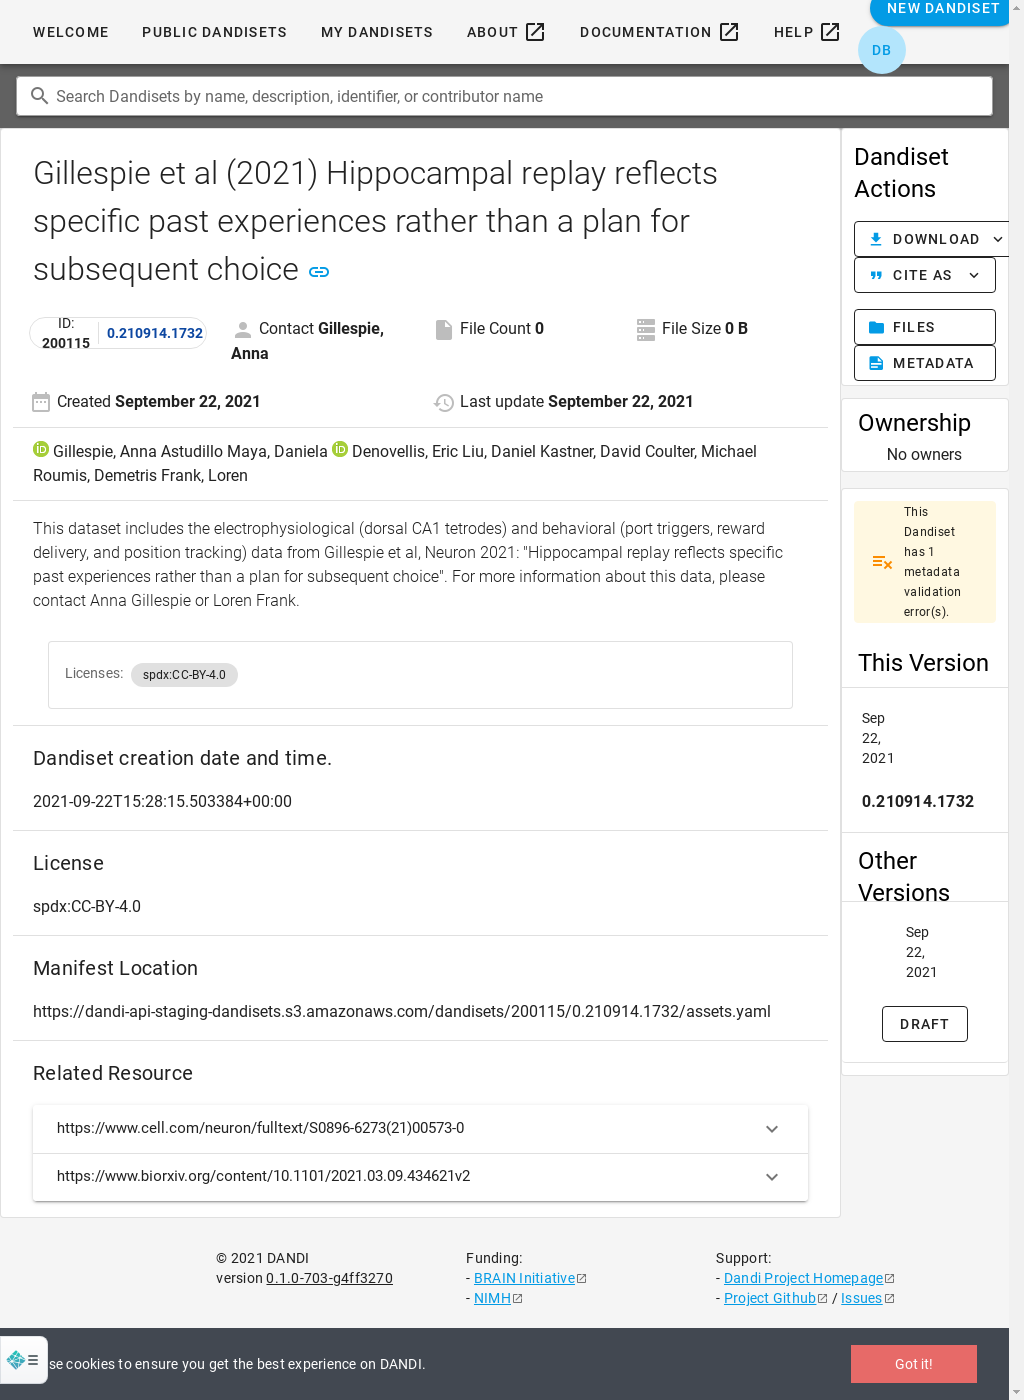 WELCOME PUBLIC DANDISETS MY DANDISETS ABOUT DOCUMENTATION HELP NEW DANDISET
DB
Search Dandisets by name, description, identifier, or contributor name
Gillespie et al (2021) Hippocampal replay reflects
specific past experiences rather than a plan for
subsequent choice
ID:
200115
0.210914.1732
Contact Gillespie,
Anna
File Count 0
File Size 0 B
Created September 22, 2021
Last update September 22, 2021
Gillespie, Anna Astudillo Maya, Daniela Denovellis, Eric Liu, Daniel Kastner, David Coulter, Michael
Roumis, Demetris Frank, Loren
This dataset includes the electrophysiological (dorsal CA1 tetrodes) and behavioral (port triggers, reward
delivery, and position tracking) data from Gillespie et al, Neuron 2021: "Hippocampal replay reflects specific
past experiences rather than a plan for subsequent choice". For more information about this data, please
contact Anna Gillespie or Loren Frank.
Licenses: spdx:CC-BY-4.0
Dandiset creation date and time.
2021-09-22T15:28:15.503384+00:00
License
spdx:CC-BY-4.0
Manifest Location
https://dandi-api-staging-dandisets.s3.amazonaws.com/dandisets/200115/0.210914.1732/assets.yaml
Related Resource
https://www.cell.com/neuron/fulltext/S0896-6273(21)00573-0
https://www.biorxiv.org/content/10.1101/2021.03.09.434621v2
Dandiset
Actions
DOWNLOAD
CITE AS
FILES
METADATA
Ownership
No owners
This
Dandiset
has 1
metadata
validation
error(s).
This Version
Sep
22,
2021
0.210914.1732
Other
Versions
Sep
22,
2021
DRAFT
© 2021 DANDI
version 0.1.0-703-g4ff3270
Funding:
- BRAIN Initiative
- NIMH
Support:
- Dandi Project Homepage
- Project Github / Issues
se cookies to ensure you get the best experience on DANDI.
Got it!